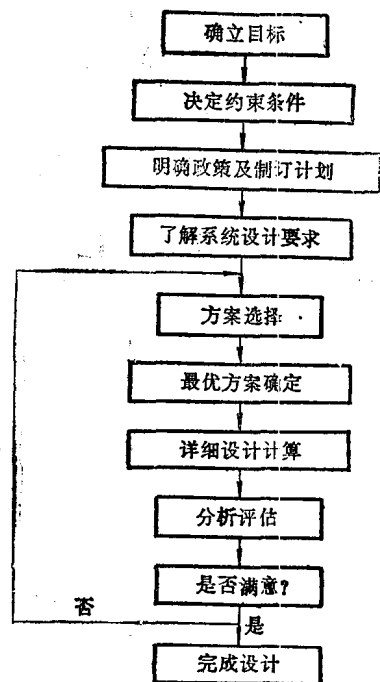 确立目标
决定约束条件
明确政策及制订计划
了解系统设计要求
方案选择
最优方案确定
详细设计计算
分析评估
是否满意？
否
是
完成设计